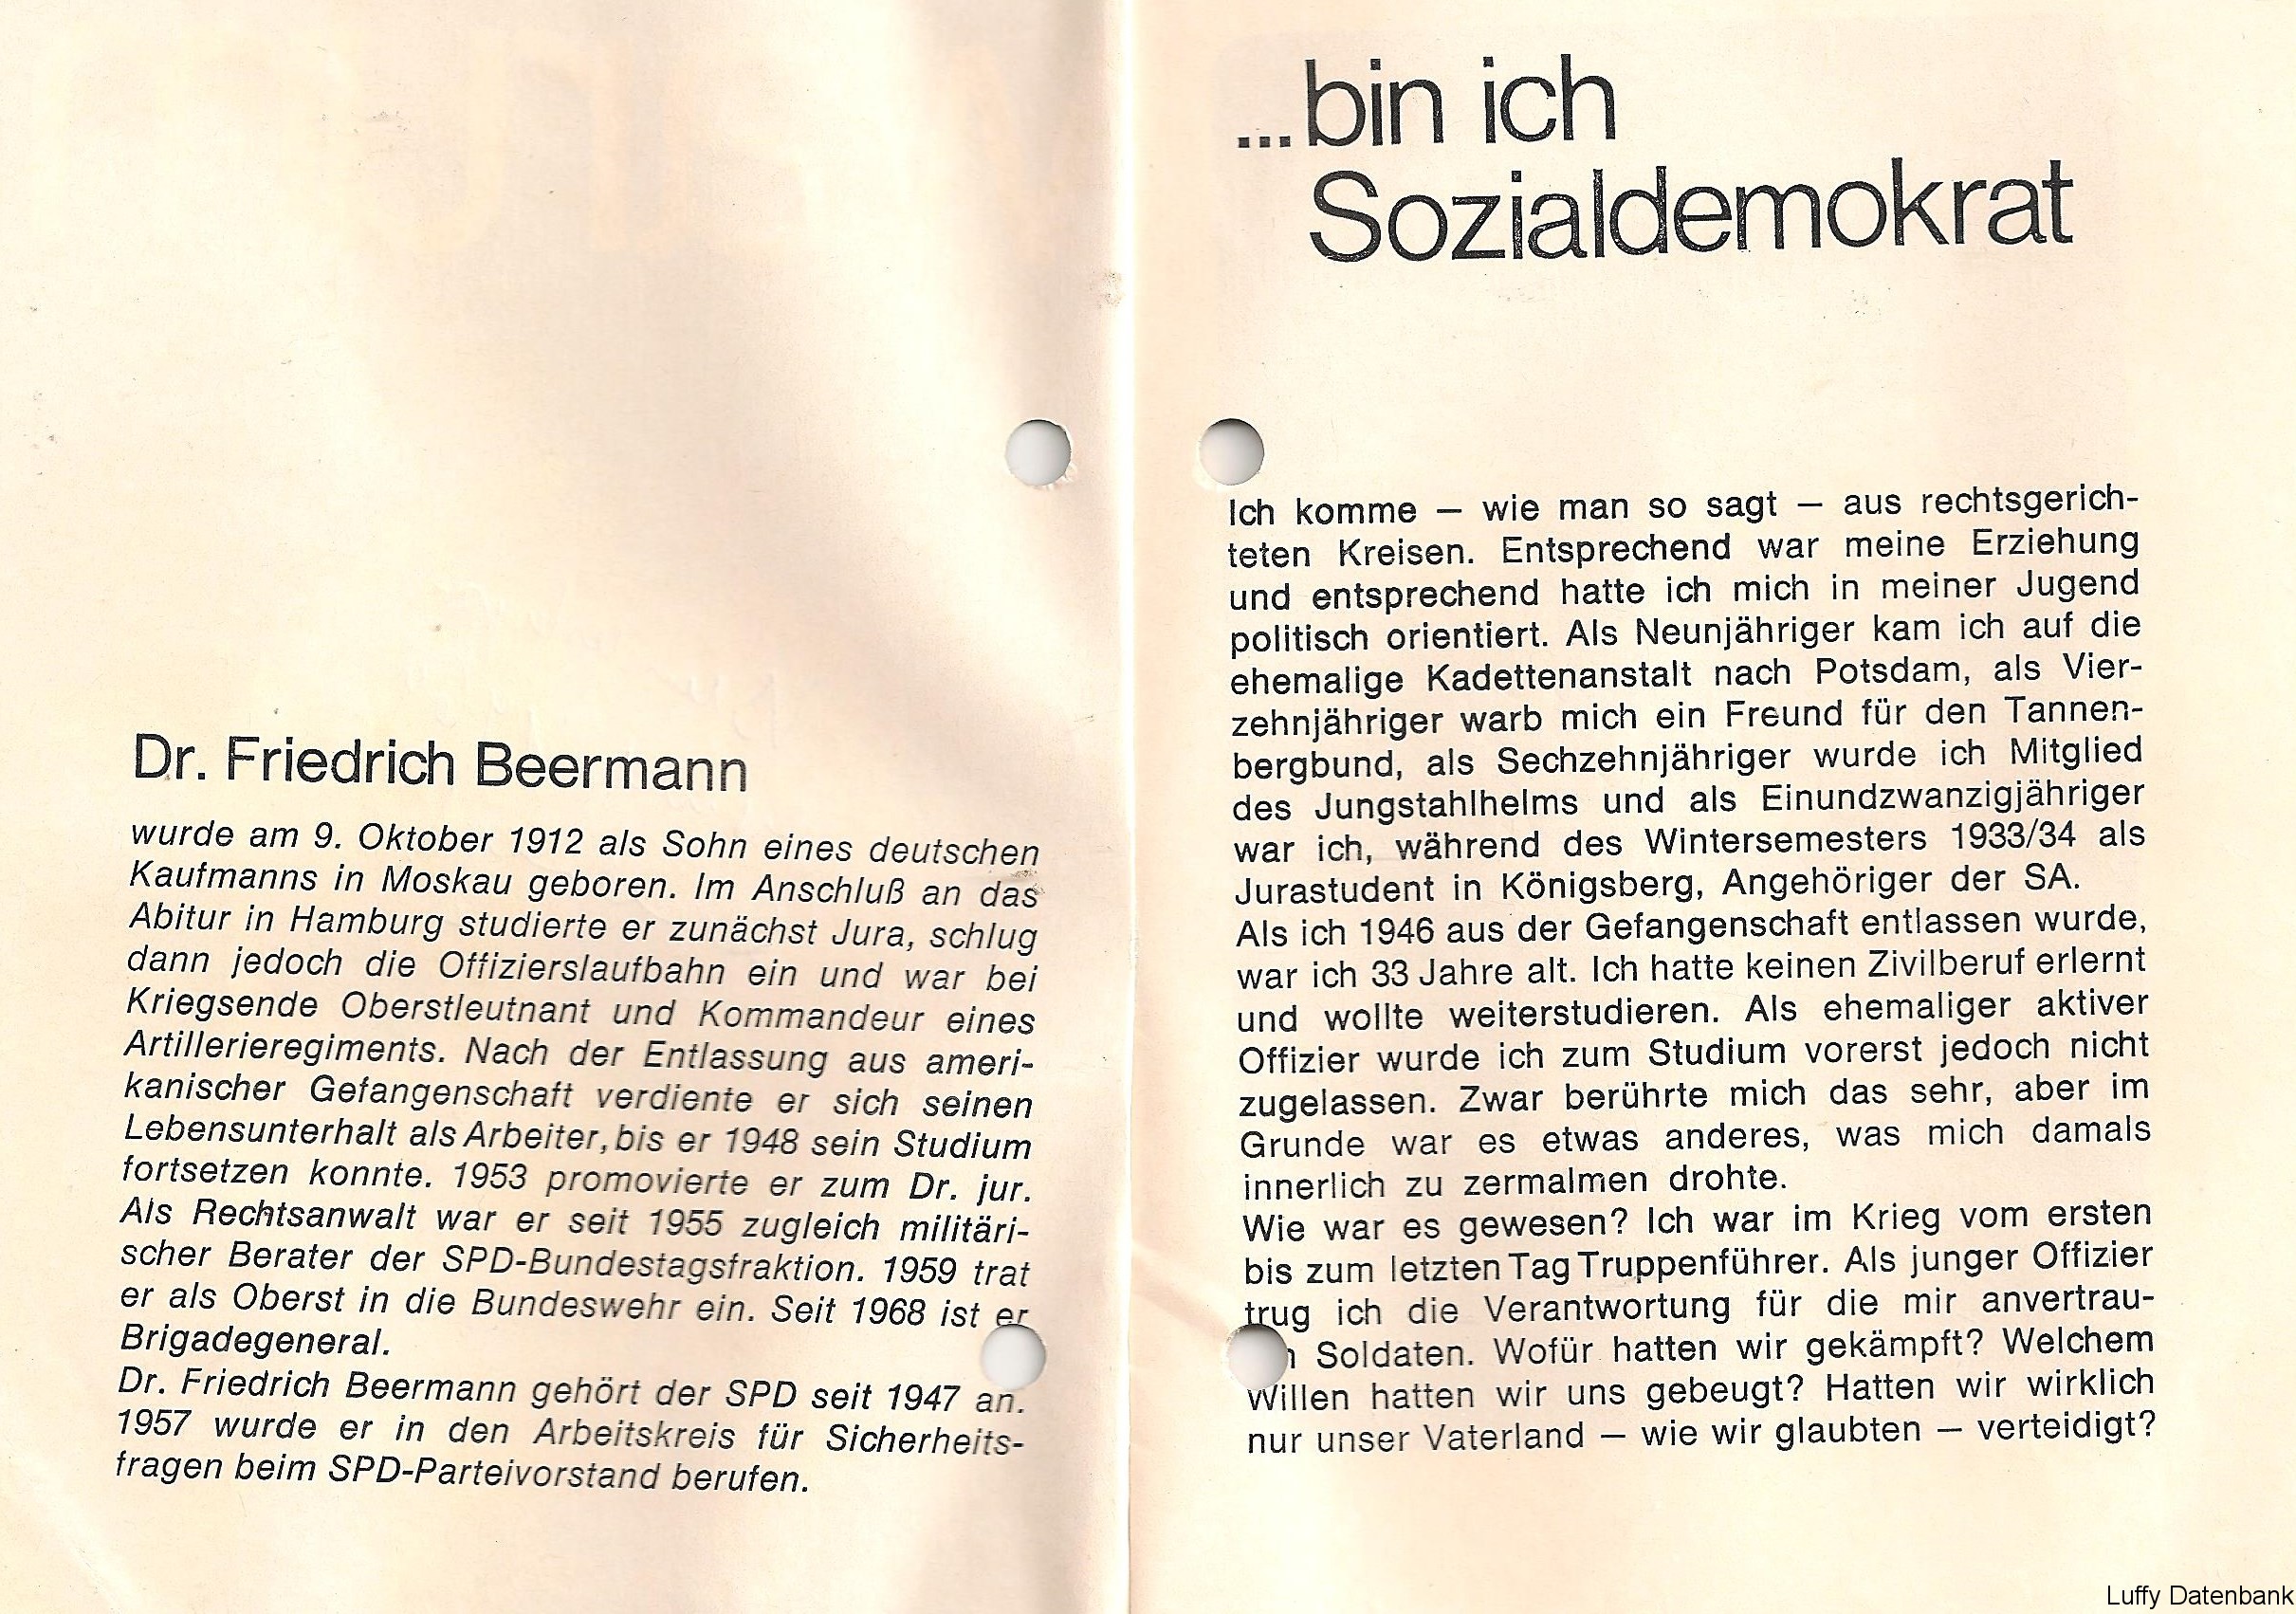 Dr. Friedrich Beermann
wurde am 9. Oktober 1912 als Sohn eines deutschen
Kaufmanns in Moskau geboren. Im Anschluß an das
Abitur in Hamburg studierte er zunächst Jura, schlug
dann jedoch die Offizierslaufbahn ein und war bei
Kriegsende Oberstleutnant und Kommandeur eines
Artillerieregiments. Nach der Entlassung aus ameri-
kanischer Gefangenschaft verdiente er sich seinen
Lebensunterhalt als Arbeiter, bis er 1948 sein Studium
fortsetzen konnte. 1953 promovierte er zum Dr. jur.
Als Rechtsanwalt war er seit 1955 zugleich militäri-
scher Berater der SPD-Bundestagsfraktion. 1959 trat
er als Oberst in die Bundeswehr ein. Seit 1968 ist er
Brigadegeneral.
Dr. Friedrich Beermann gehört der SPD seit 1947 an.
1957 wurde er in den Arbeitskreis für Sicherheits-
fragen beim SPD-Parteivorstand berufen.
...bin ich
Sozialdemokrat
Ich komme — wie man so sagt — aus rechtsgerich-
teten Kreisen. Entsprechend war meine Erziehung
und entsprechend hatte ich mich in meiner Jugend
politisch orientiert. Als Neunjähriger kam ich auf die
ehemalige Kadettenanstalt nach Potsdam, als Vier-
zehnjähriger warb mich ein Freund für den Tannen-
bergbund, als Sechzehnjähriger wurde ich Mitglied
des Jungstahlhelms und als Einundzwanzigjähriger
war ich, während des Wintersemesters 1933/34 als
Jurastudent in Königsberg, Angehöriger der SA.
Als ich 1946 aus der Gefangenschaft entlassen wurde,
war ich 33 Jahre alt. Ich hatte keinen Zivilberuf erlernt
und wollte weiterstudieren. Als ehemaliger aktiver
Offizier wurde ich zum Studium vorerst jedoch nicht
zugelassen. Zwar berührte mich das sehr, aber im
Grunde war es etwas anderes, was mich damals
innerlich zu zermalmen drohte.
Wie war es gewesen? Ich war im Krieg vom ersten
bis zum letzten Tag Truppenführer. Als junger Offizier
trug ich die Verantwortung für die mir anvertrau-
Soldaten. Wofür hatten wir gekämpft? Welchem
Willen hatten wir uns gebeugt? Hatten wir wirklich
nur unser Vaterland — wie wir glaubten — verteidigt?
Luffy Datenbank